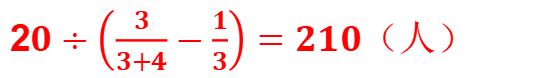 20 ÷ (3/(3+4) − 1/3) = 210（人）